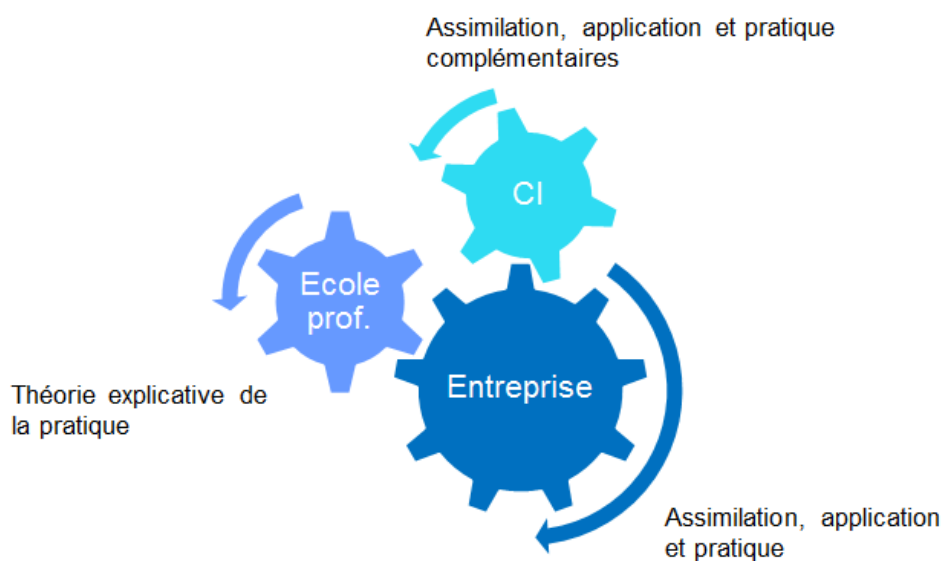 Assimilation, application et pratique
complémentaires
CI
Ecole
prof.
Entreprise
Théorie explicative de
la pratique
Assimilation, application
et pratique